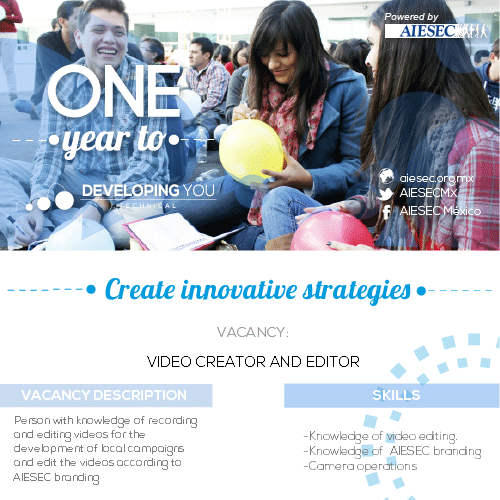 Powered by
AIESEC
ONE
year to
DEVELOPING YOU
TECHNICAL
aiesec.org.mx
AIESECMX
AIESEC México
Create innovative strategies
VACANCY:
VIDEO CREATOR AND EDITOR
VACANCY DESCRIPTION
Person with knowledge of recording
and editing videos for the
development of local campaigns
and edit the videos according to
AIESEC branding
SKILLS
-Knowledge of video editing.
-Knowledge of AIESEC branding
-Camera operations